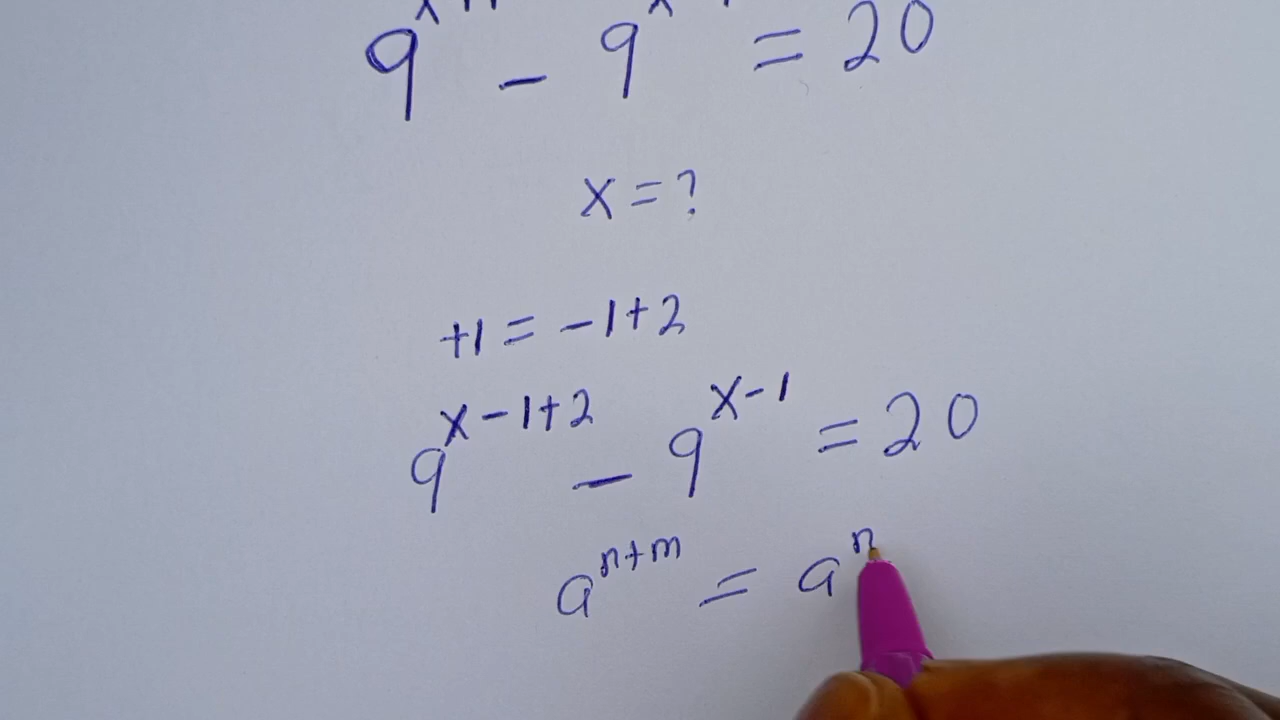 9^x+1 - 9^x-1 = 20
x = ?
+1 = -1+2
9^x-1+2 - 9^x-1 = 20
a^n+m = a^n